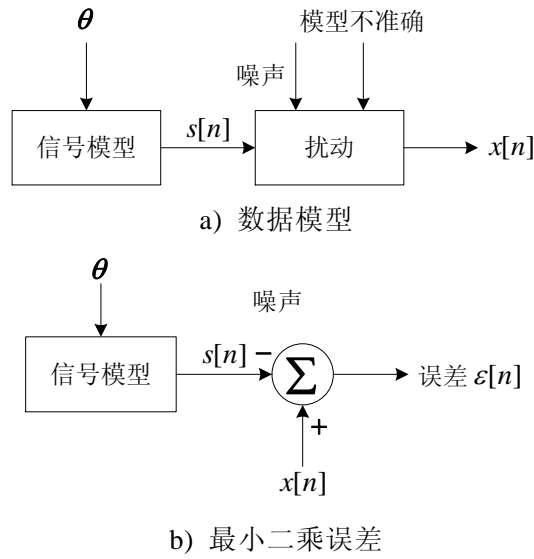 θ
模型不准确
噪声
信号模型
s[n]
扰动
x[n]
a) 数据模型
θ
噪声
信号模型
s[n]
−
Σ
误差 ε[n]
+
x[n]
b) 最小二乘误差